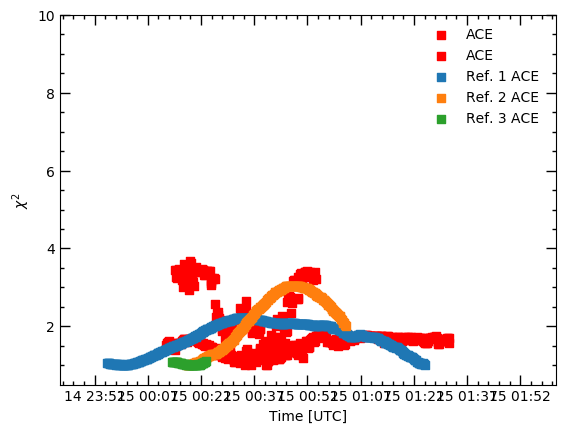 10
8
6
4
2
χ²
ACE
ACE
Ref. 1 ACE
Ref. 2 ACE
Ref. 3 ACE
14 23:52 15 00:07 15 00:22 15 00:37 15 00:52 15 01:07 15 01:22 15 01:37 15 01:52
Time [UTC]